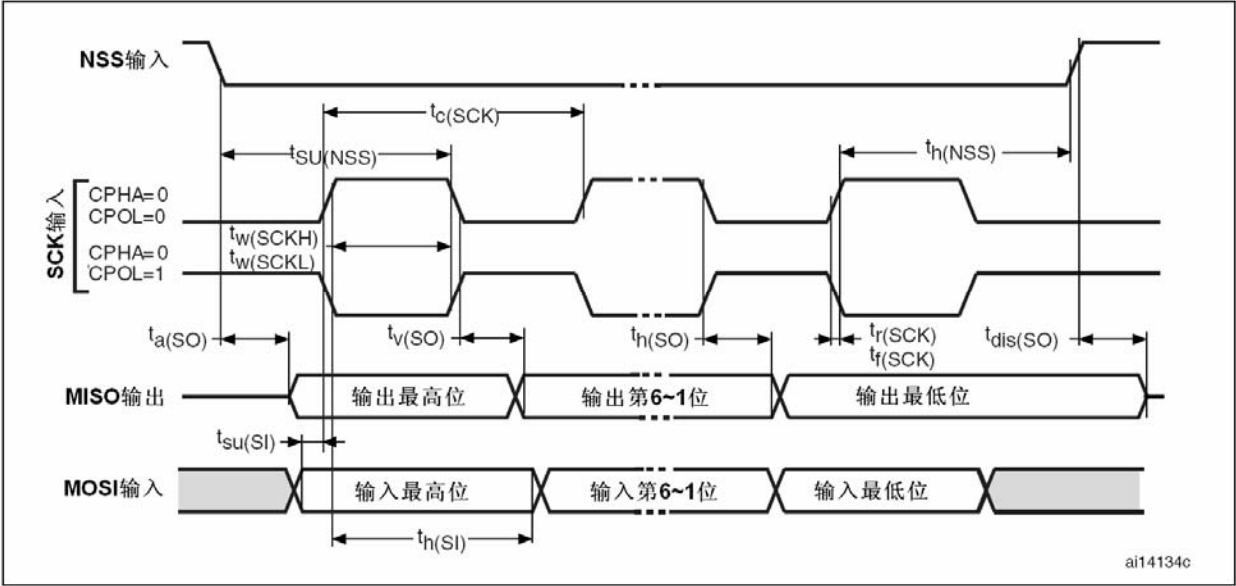 NSS输入
tc(SCK)
tSU(NSS)
th(NSS)
SCK输入
CPHA=0
CPOL=0
tw(SCKH)
CPHA=0
tw(SCKL)
CPOL=1
ta(SO)
tv(SO)
th(SO)
tr(SCK)
tf(SCK)
tdis(SO)
MISO输出
输出最高位
输出第6~1位
输出最低位
tsu(SI)
MOSI输入
输入最高位
输入第6~1位
输入最低位
th(SI)
ai14134c